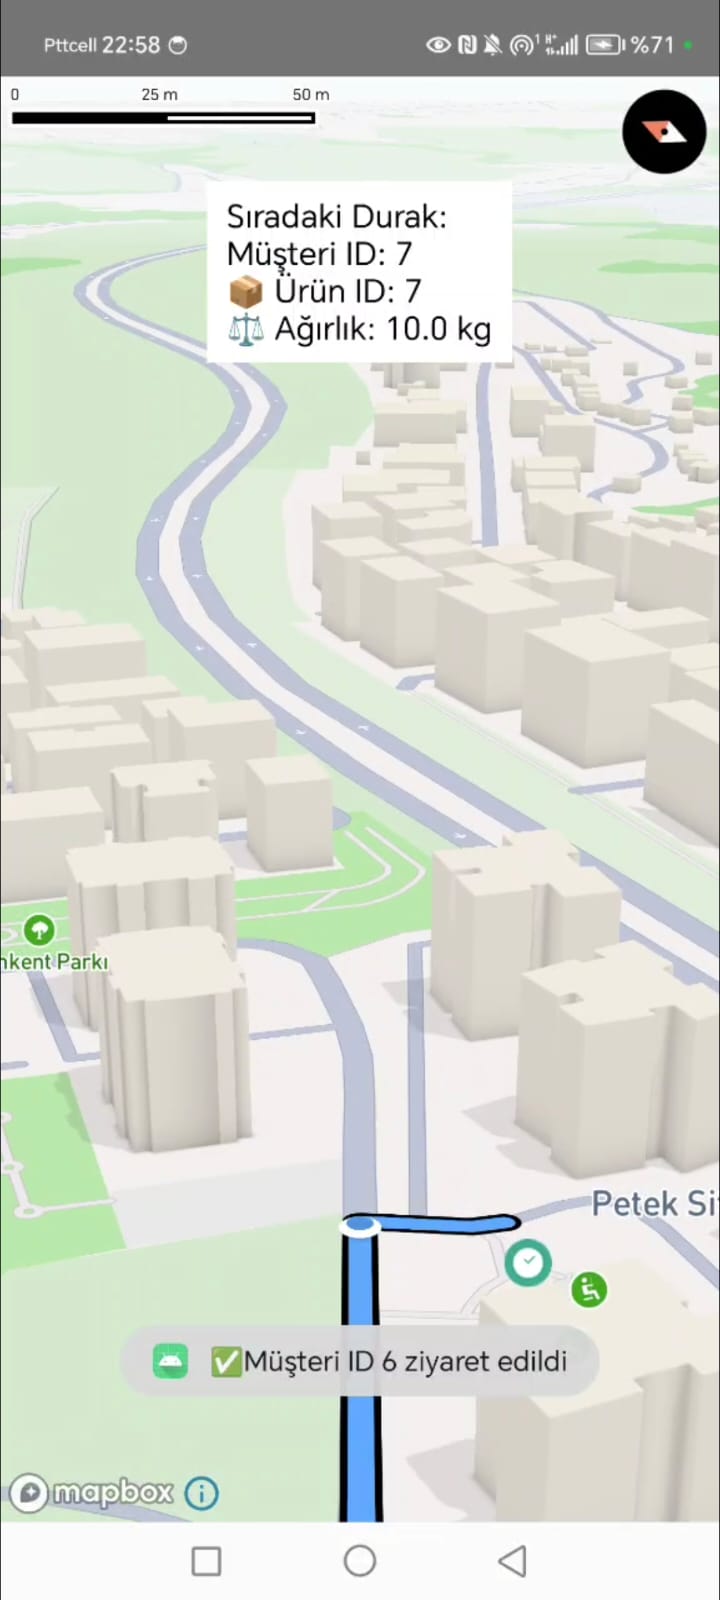 Pttcell 22:58
%71
0 25 m 50 m
Sıradaki Durak:
Müşteri ID: 7
📦 Ürün ID: 7
⚖️ Ağırlık: 10.0 kg
nkent Parkı
Petek Si
✅Müşteri ID 6 ziyaret edildi
mapbox